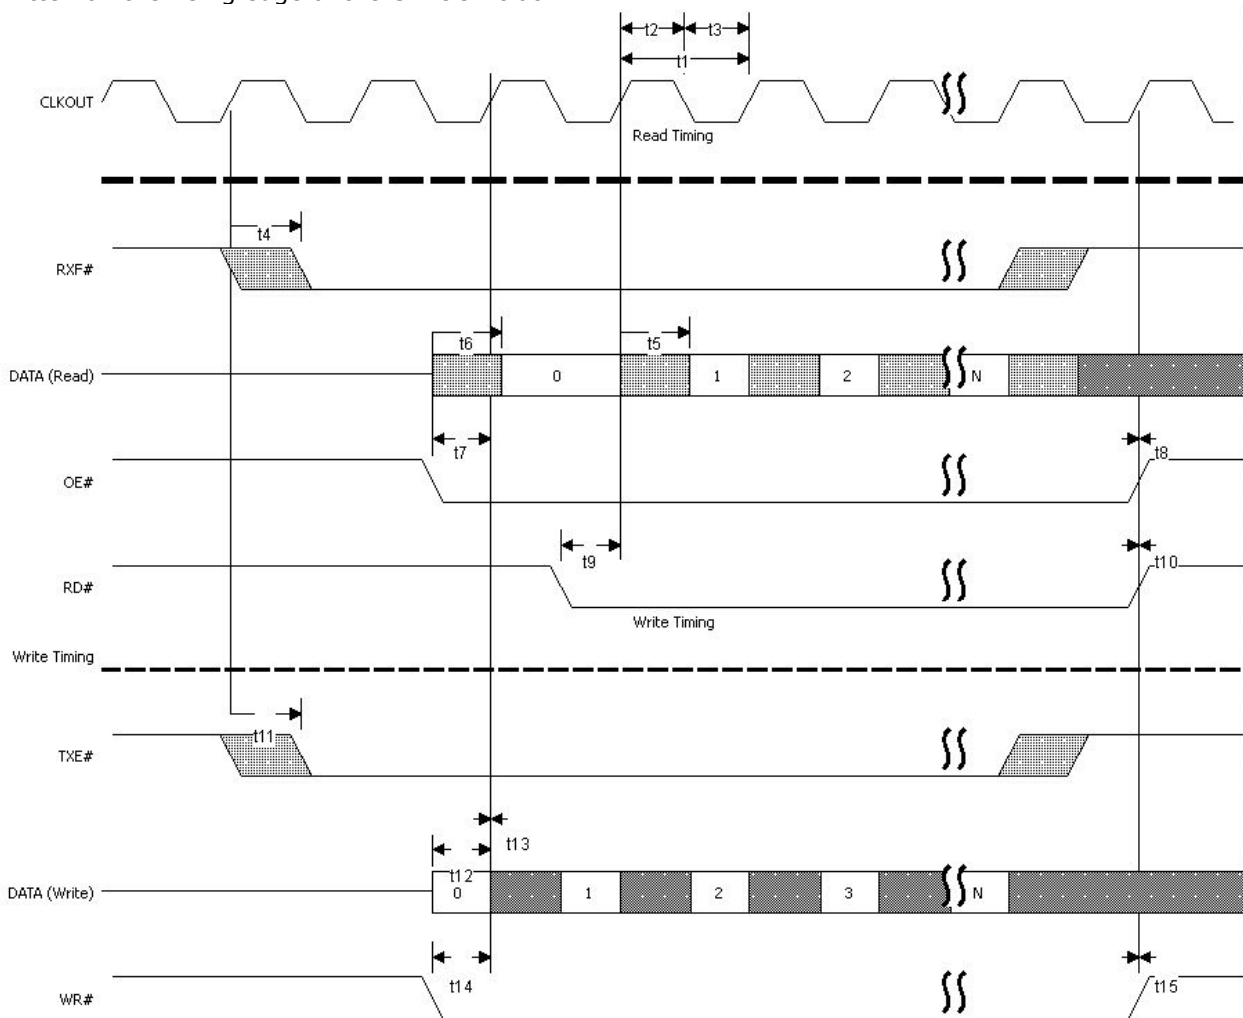 t2 t3
t1
CLKOUT
Read Timing
t4
RXF#
t6 t5
DATA (Read) 0 1 2 N
t7 t8
OE#
t9 t10
RD#
Write Timing
Write Timing
t11
TXE#
t13
t12
DATA (Write) 0 1 2 3 N
t14 t15
WR#